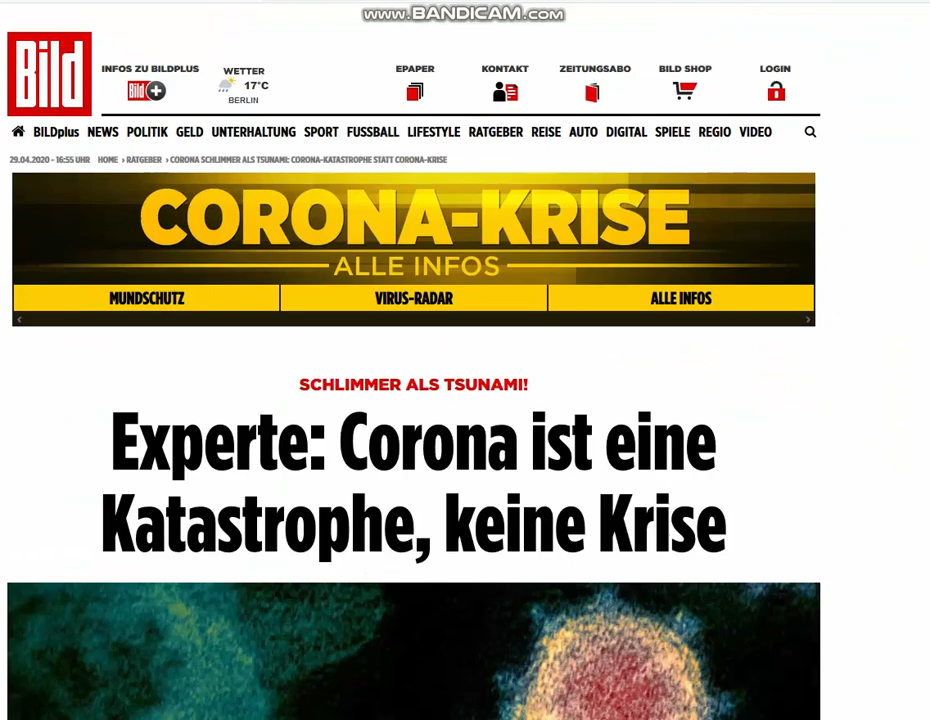 www.BANDICAM.com
Bild
INFOS ZU BILDPLUS
Bild+
WETTER
17°C
BERLIN
EPAPER
KONTAKT
ZEITUNGSABO
BILD SHOP
LOGIN
BILDplus NEWS POLITIK GELD UNTERHALTUNG SPORT FUSSBALL LIFESTYLE RATGEBER REISE AUTO DIGITAL SPIELE REGIO VIDEO
29.04.2020 - 16:55 UHR HOME › RATGEBER › CORONA SCHLIMMER ALS TSUNAMI: CORONA-KATASTROPHE STATT CORONA-KRISE
CORONA-KRISE
ALLE INFOS
MUNDSCHUTZ
VIRUS-RADAR
ALLE INFOS
SCHLIMMER ALS TSUNAMI!
Experte: Corona ist eine
Katastrophe, keine Krise